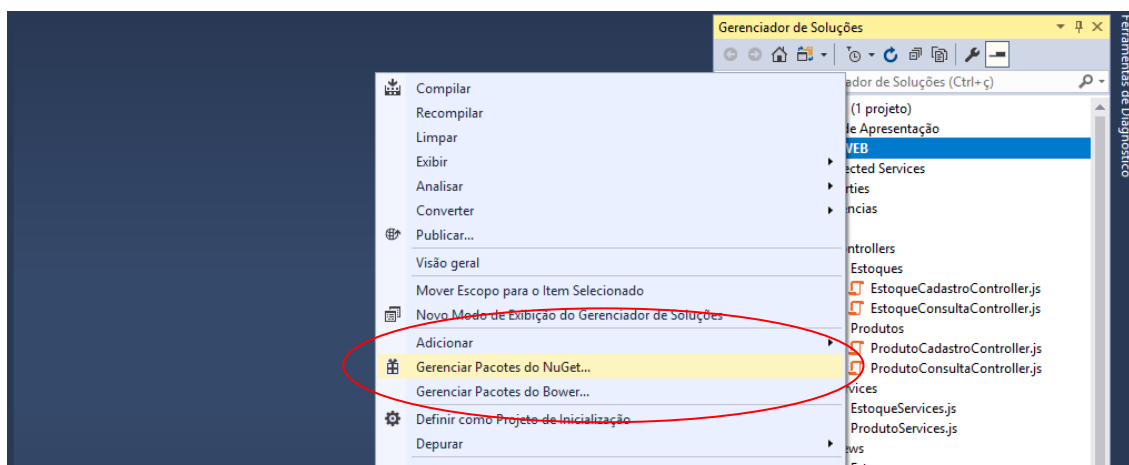 Gerenciador de Soluções
ador de Soluções (Ctrl+ç)
(1 projeto)
de Apresentação
WEB
ected Services
rties
ências
ntrollers
Estoques
EstoqueCadastroController.js
EstoqueConsultaController.js
Produtos
ProdutoCadastroController.js
ProdutoConsultaController.js
vices
EstoqueServices.js
ProdutoServices.js
ews
Compilar
Recompilar
Limpar
Exibir
Analisar
Converter
Publicar...
Visão geral
Mover Escopo para o Item Selecionado
Novo Modo de Exibição do Gerenciador de Soluções
Adicionar
Gerenciar Pacotes do NuGet...
Gerenciar Pacotes do Bower...
Definir como Projeto de Inicialização
Depurar
Ferramentas de Diagnóstico